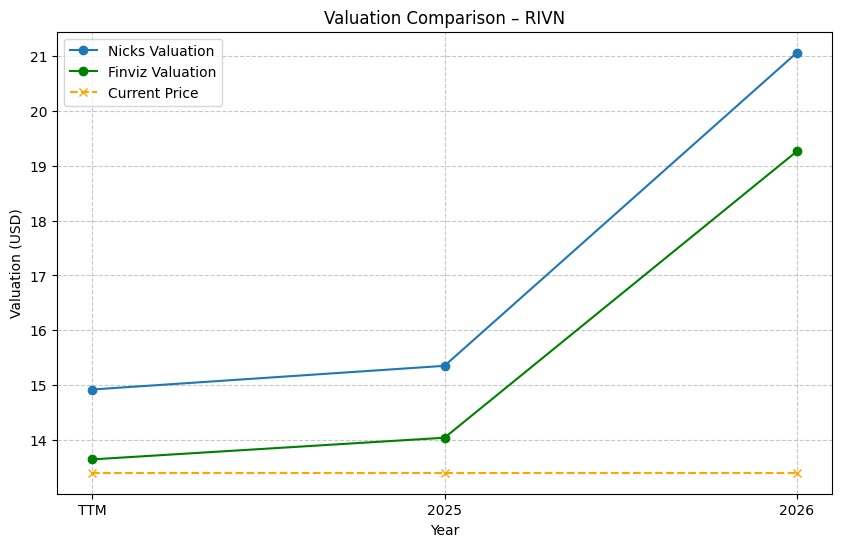 Valuation Comparison – RIVN
Nicks Valuation
Finviz Valuation
Current Price
Valuation (USD)
21
20
19
18
17
16
15
14
TTM
2025
2026
Year